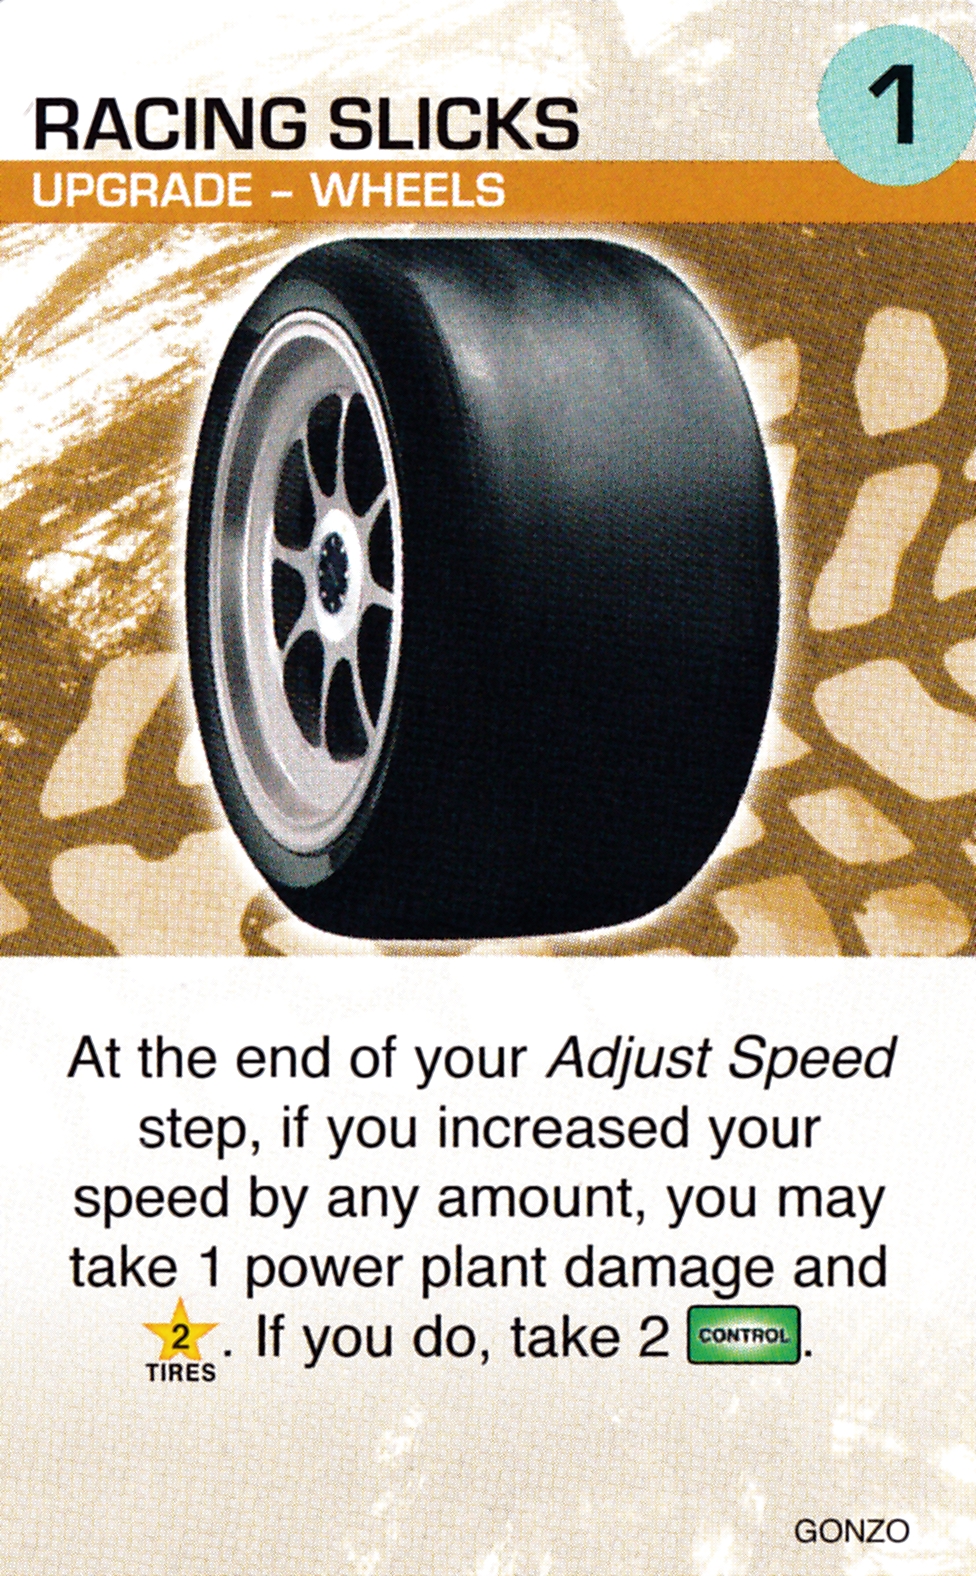 1
RACING SLICKS
UPGRADE – WHEELS
At the end of your Adjust Speed
step, if you increased your
speed by any amount, you may
take 1 power plant damage and
2 TIRES . If you do, take 2 CONTROL.
GONZO